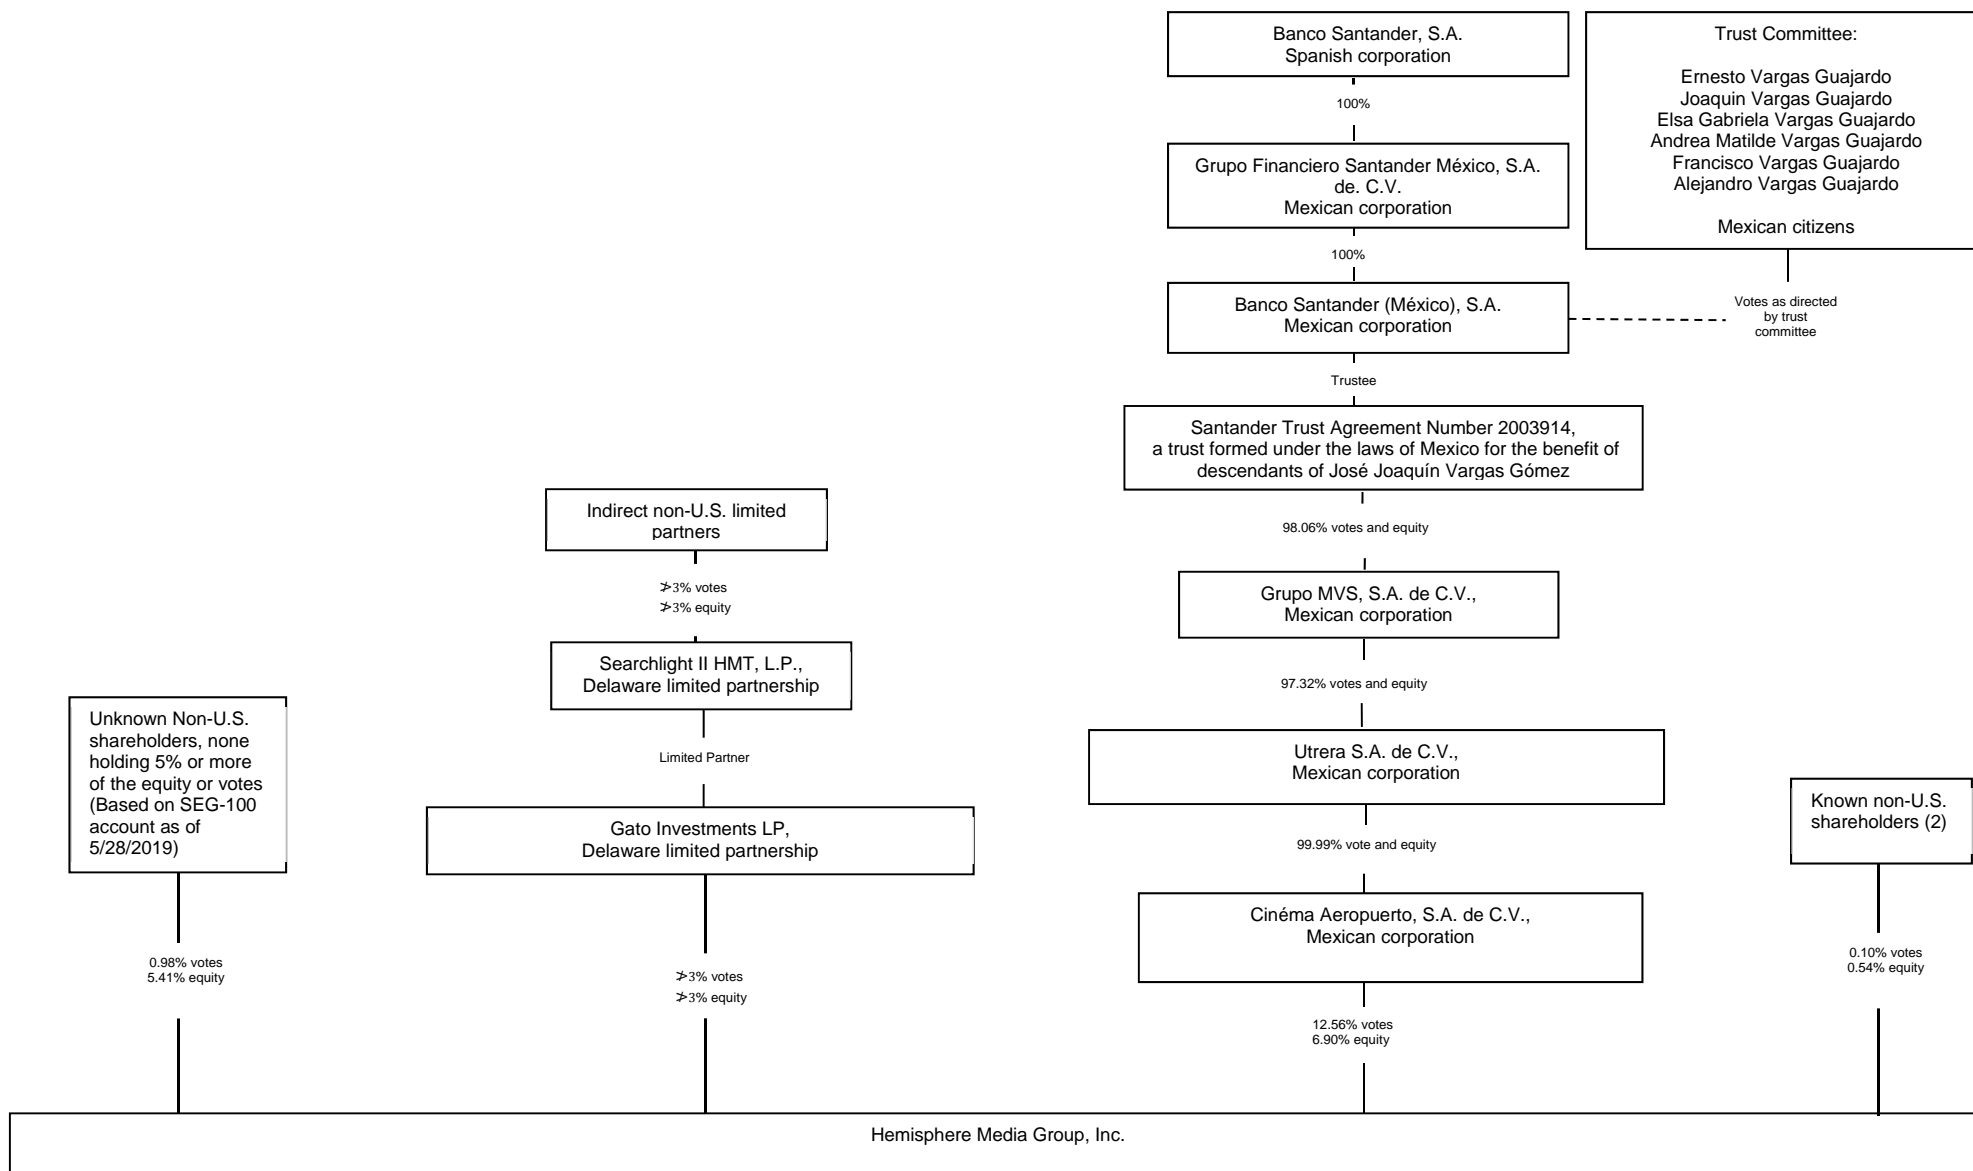 Banco Santander, S.A.
Spanish corporation
100%
Grupo Financiero Santander México, S.A.
de. C.V.
Mexican corporation
100%
Banco Santander (México), S.A.
Mexican corporation
Trust Committee:
Ernesto Vargas Guajardo
Joaquin Vargas Guajardo
Elsa Gabriela Vargas Guajardo
Andrea Matilde Vargas Guajardo
Francisco Vargas Guajardo
Alejandro Vargas Guajardo
Mexican citizens
Votes as directed
by trust
committee
Trustee
Santander Trust Agreement Number 2003914,
a trust formed under the laws of Mexico for the benefit of
descendants of José Joaquín Vargas Gómez
98.06% votes and equity
Grupo MVS, S.A. de C.V.,
Mexican corporation
97.32% votes and equity
Utrera S.A. de C.V.,
Mexican corporation
99.99% vote and equity
Cinéma Aeropuerto, S.A. de C.V.,
Mexican corporation
12.56% votes
6.90% equity
Indirect non-U.S. limited
partners
≯3% votes
≯3% equity
Searchlight II HMT, L.P.,
Delaware limited partnership
Limited Partner
Gato Investments LP,
Delaware limited partnership
≯3% votes
≯3% equity
Unknown Non-U.S.
shareholders, none
holding 5% or more
of the equity or votes
(Based on SEG-100
account as of
5/28/2019)
0.98% votes
5.41% equity
Known non-U.S.
shareholders (2)
0.10% votes
0.54% equity
Hemisphere Media Group, Inc.